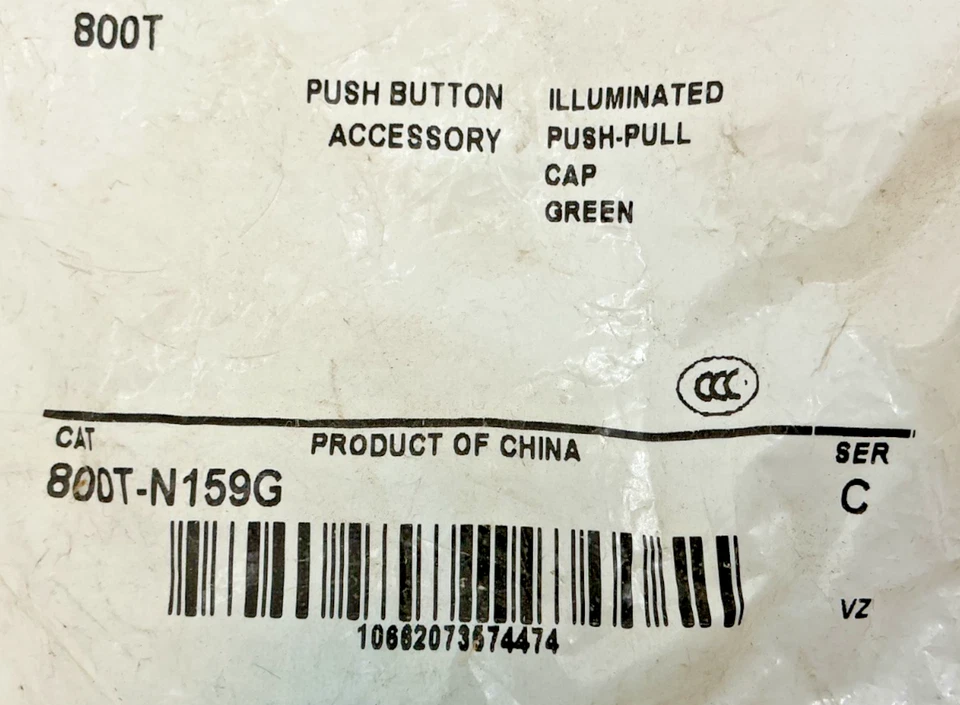 800T
PUSH BUTTON ILLUMINATED
ACCESSORY PUSH-PULL
CAP
GREEN
CCC
CAT PRODUCT OF CHINA SER
800T-N159G C
VZ
10662073574474